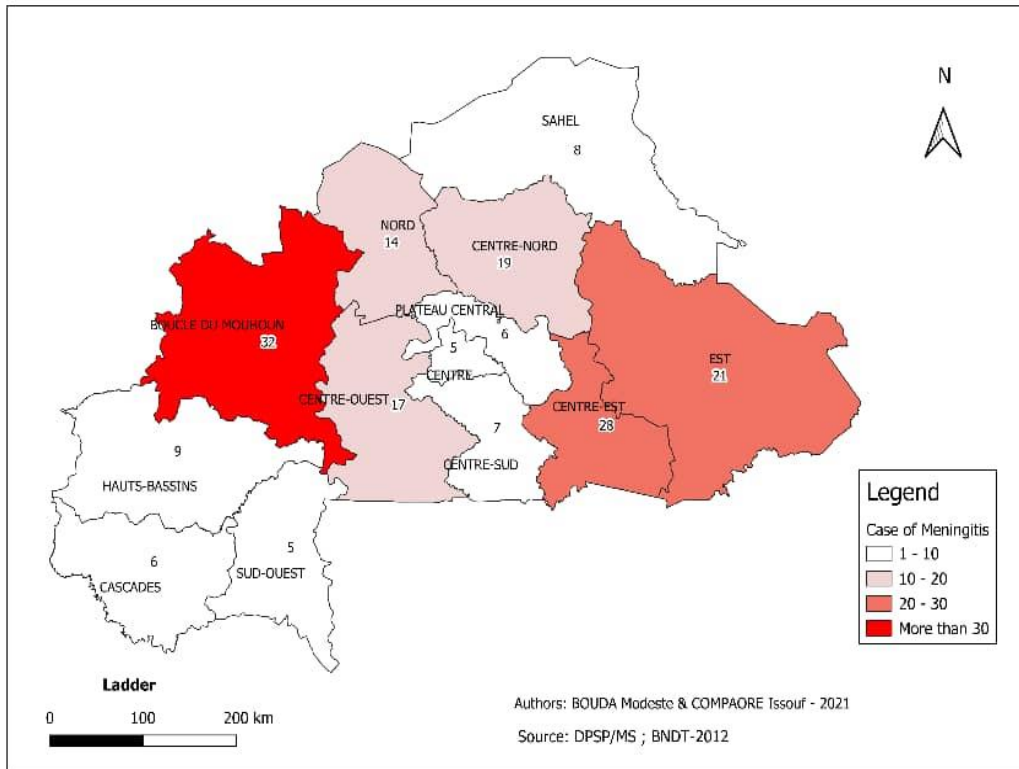 N
SAHEL
8
NORD
14
CENTRE-NORD
19
PLATEAU CENTRAL
6
BOUCLE DU MOUHOUN
32
5
CENTRE
EST
21
CENTRE-OUEST
17
CENTRE-EST
28
7
CENTRE-SUD
9
HAUTS-BASSINS
6
CASCADES
5
SUD-OUEST
Legend
Case of Meningitis
1 - 10
10 - 20
20 - 30
More than 30
Ladder
0 100 200 km
Authors: BOUDA Modeste & COMPAORE Issouf - 2021
Source: DPSP/MS ; BNDT-2012